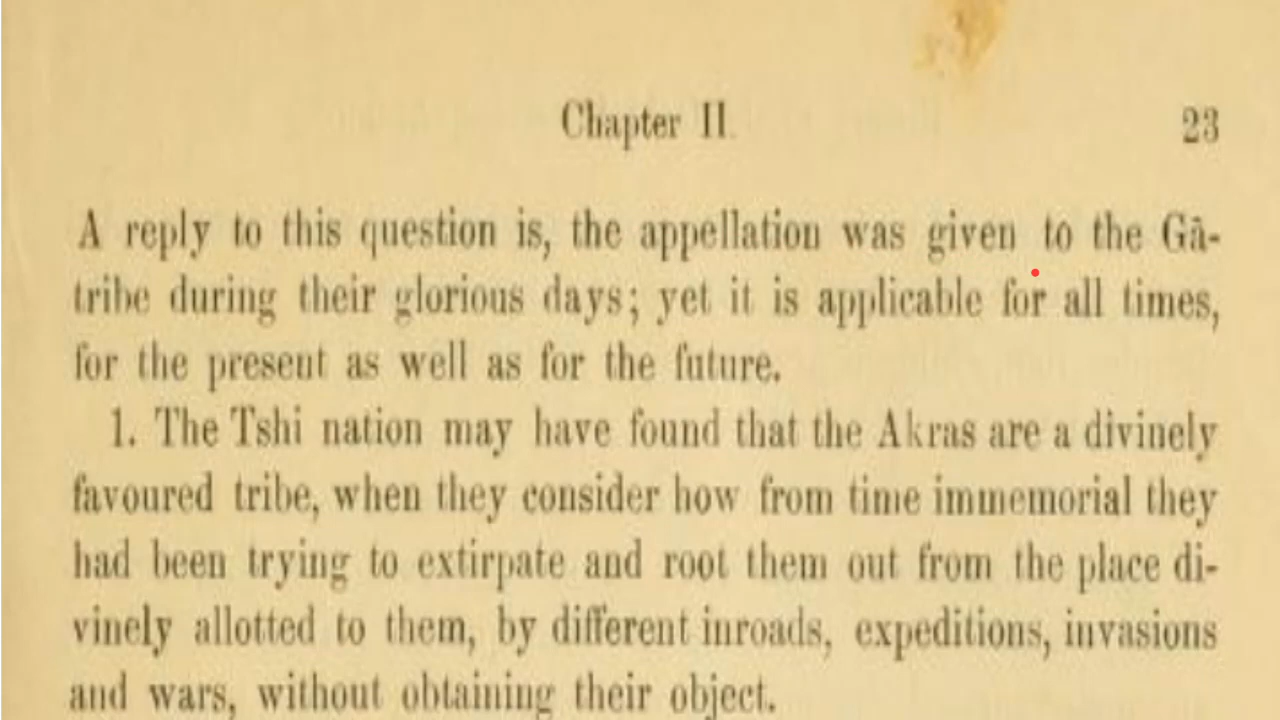 Chapter II. 23
A reply to this question is, the appellation was given to the Gã-
tribe during their glorious days; yet it is applicable for all times,
for the present as well as for the future.
1. The Tshi nation may have found that the Akras are a divinely
favoured tribe, when they consider how from time immemorial they
had been trying to extirpate and root them out from the place di-
vinely allotted to them, by different inroads, expeditions, invasions
and wars, without obtaining their object.